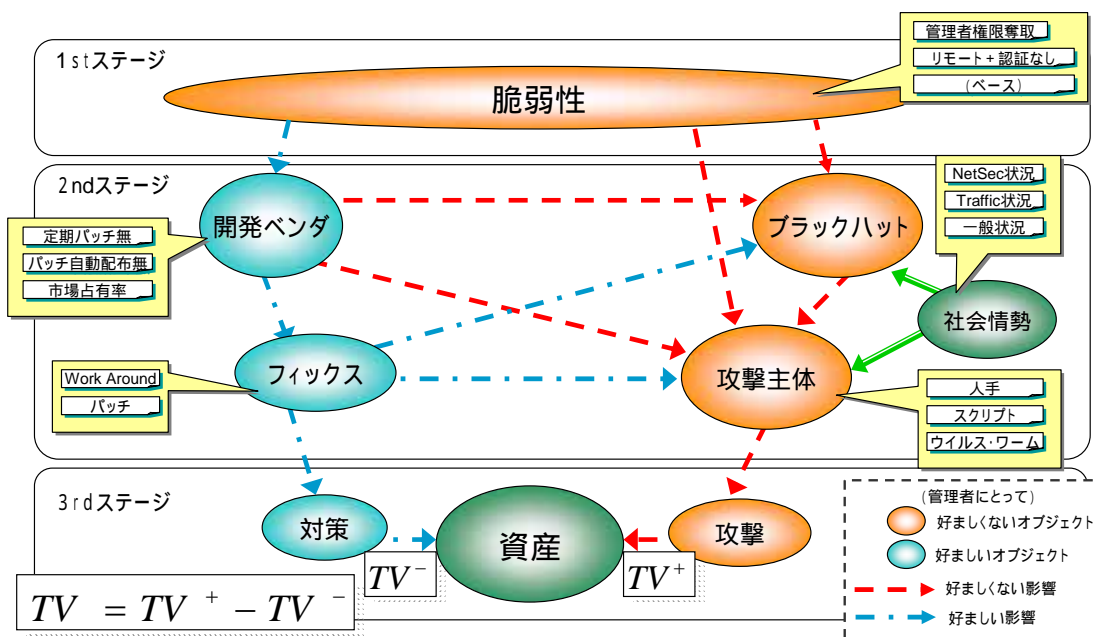 1stステージ
管理者権限奪取
リモート+認証なし
(ベース)
脆弱性
2ndステージ
NetSec状況
Traffic状況
一般状況
開発ベンダ
ブラックハット
定期パッチ無
パッチ自動配布無
市場占有率
社会情勢
フィックス
攻撃主体
Work Around
パッチ
人手
スクリプト
ウイルス・ワーム
3rdステージ
対策
資産
攻撃
TV⁻
TV⁺
TV = TV⁺ − TV⁻
(管理者にとって)
好ましくないオブジェクト
好ましいオブジェクト
好ましくない影響
好ましい影響